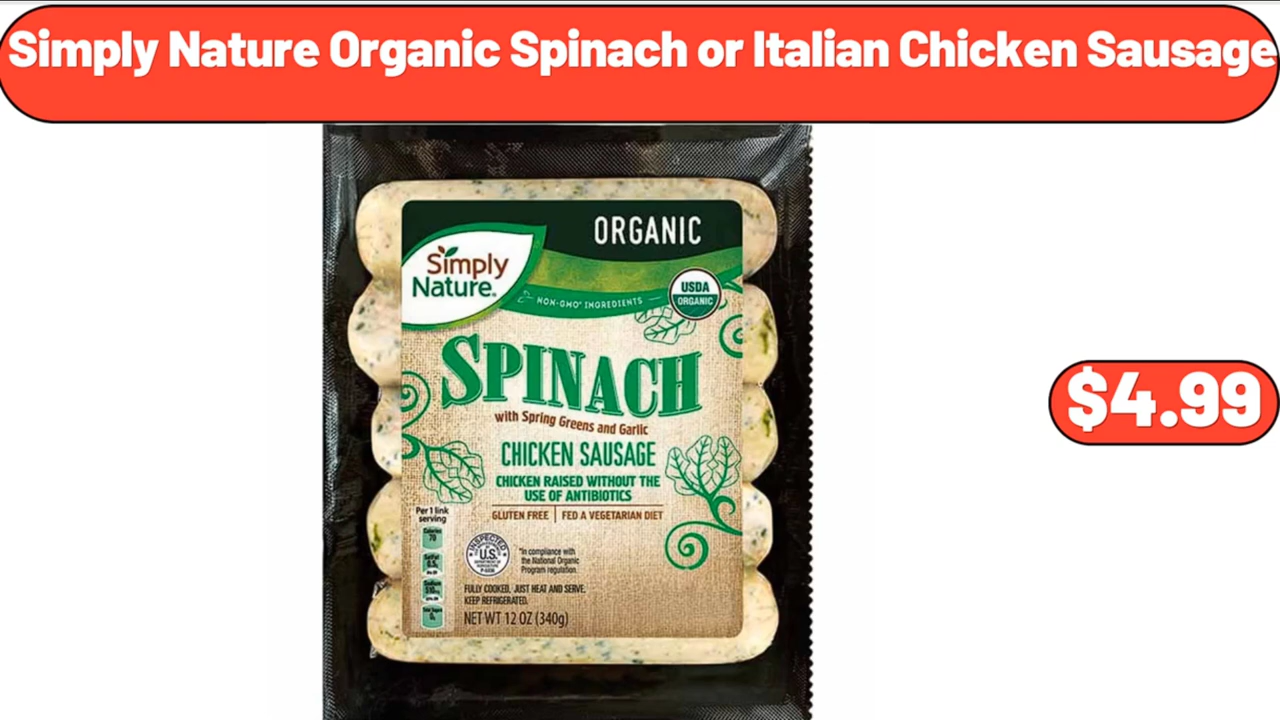 Simply Nature Organic Spinach or Italian Chicken Sausage
ORGANIC
Simply
Nature®
NON-GMO* INGREDIENTS
USDA
ORGANIC
SPINACH
with Spring Greens and Garlic
CHICKEN SAUSAGE
CHICKEN RAISED WITHOUT THE
USE OF ANTIBIOTICS
GLUTEN FREE | FED A VEGETARIAN DIET
Per 1 link
serving
Calories
70
INSPECTED
U.S.
*In compliance with
the National Organic
Program regulation.
FULLY COOKED, JUST HEAT AND SERVE.
KEEP REFRIGERATED.
NET WT 12 OZ (340g)
$4.99